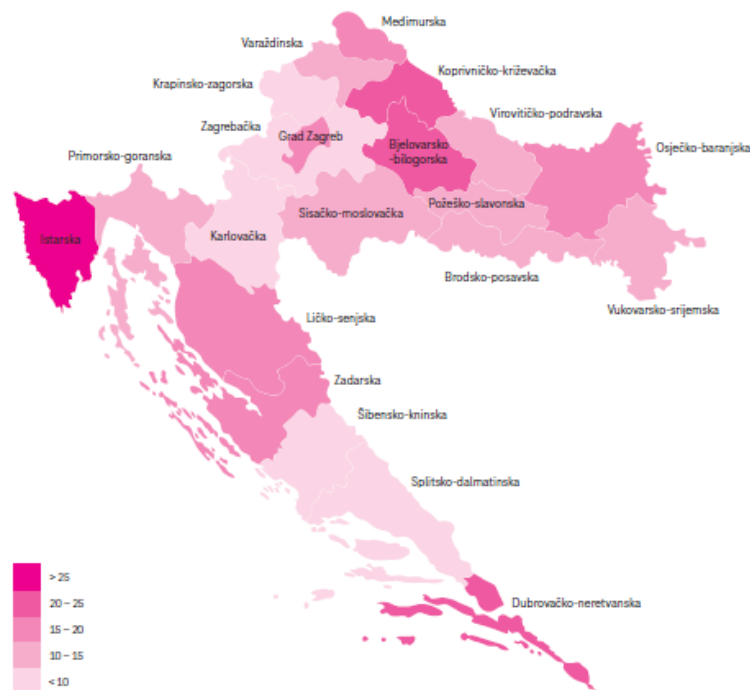 Medimurska
Varaždinska
Koprivničko-križevačka
Krapinsko-zagorska
Virovitičko-podravska
Zagrebačka
Grad Zagreb
Bjelovarsko
-bilogorska
Osječko-baranjska
Primorsko-goranska
Požeško-slavonska
Sisačko-moslovačka
Istarska
Karlovačka
Brodsko-posavska
Vukovarsko-srijemska
Ličko-senjska
Zadarska
Šibensko-kninska
Splitsko-dalmatinska
Dubrovačko-neretvanska
> 25
20 – 25
15 – 20
10 – 15
< 10